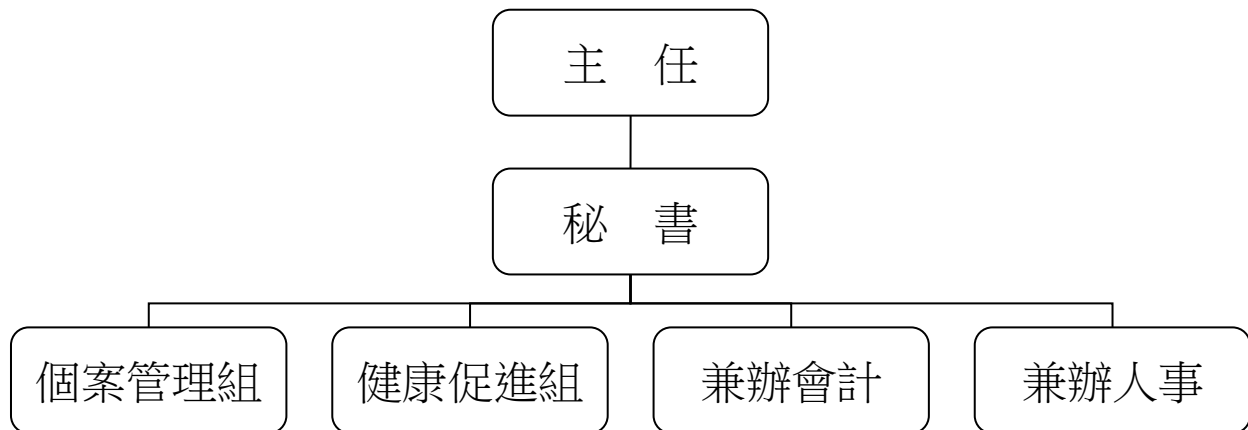 主　任
秘　書
個案管理組
健康促進組
兼辦會計
兼辦人事